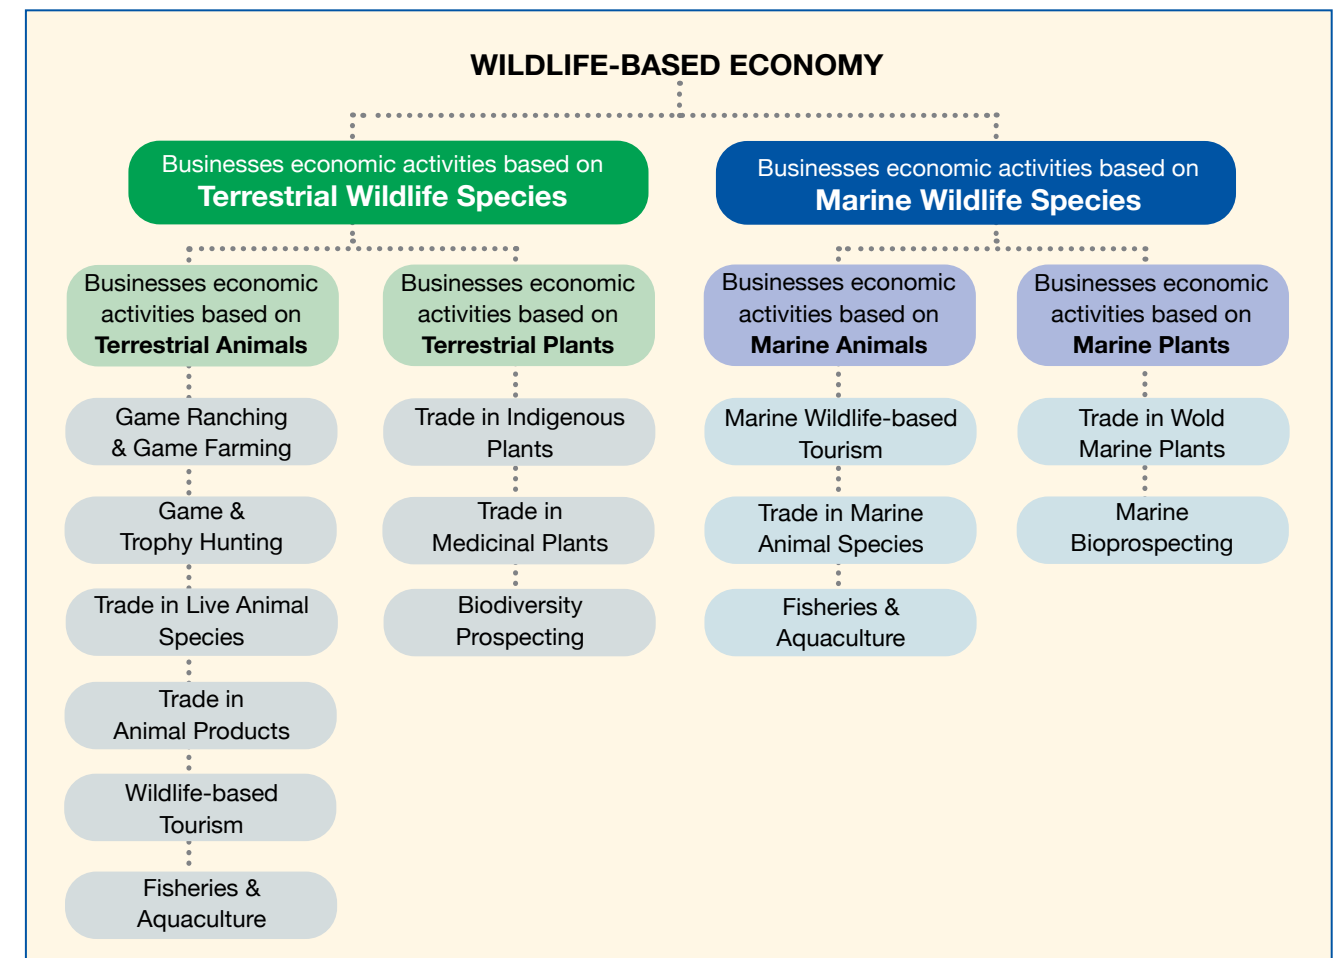 WILDLIFE-BASED ECONOMY
Businesses economic activities based on
Terrestrial Wildlife Species
Businesses economic activities based on
Marine Wildlife Species
Businesses economic
activities based on
Terrestrial Animals
Game Ranching
& Game Farming
Game &
Trophy Hunting
Trade in Live Animal
Species
Trade in
Animal Products
Wildlife-based
Tourism
Fisheries &
Aquaculture
Businesses economic
activities based on
Terrestrial Plants
Trade in Indigenous
Plants
Trade in
Medicinal Plants
Biodiversity
Prospecting
Businesses economic
activities based on
Marine Animals
Marine Wildlife-based
Tourism
Trade in Marine
Animal Species
Fisheries &
Aquaculture
Businesses economic
activities based on
Marine Plants
Trade in Wold
Marine Plants
Marine
Bioprospecting